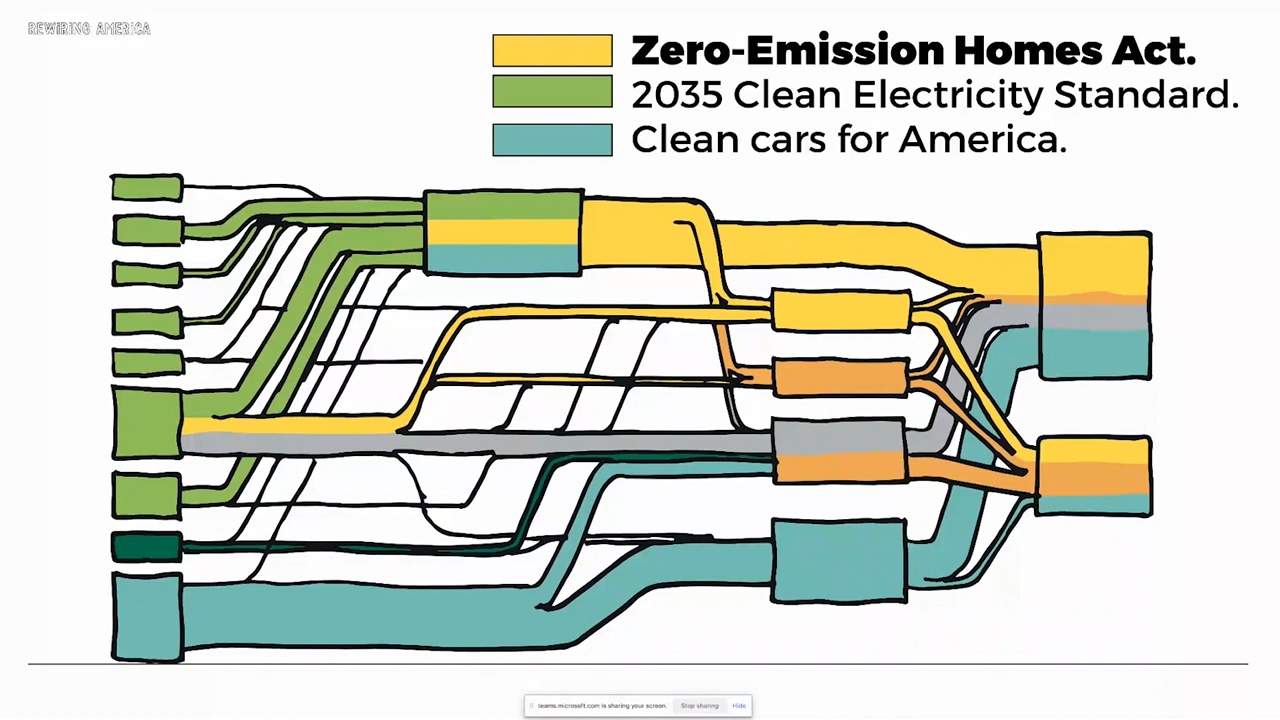 REWIRING AMERICA
Zero-Emission Homes Act.
2035 Clean Electricity Standard.
Clean cars for America.
teams.microsoft.com is sharing your screen. Stop sharing Hide